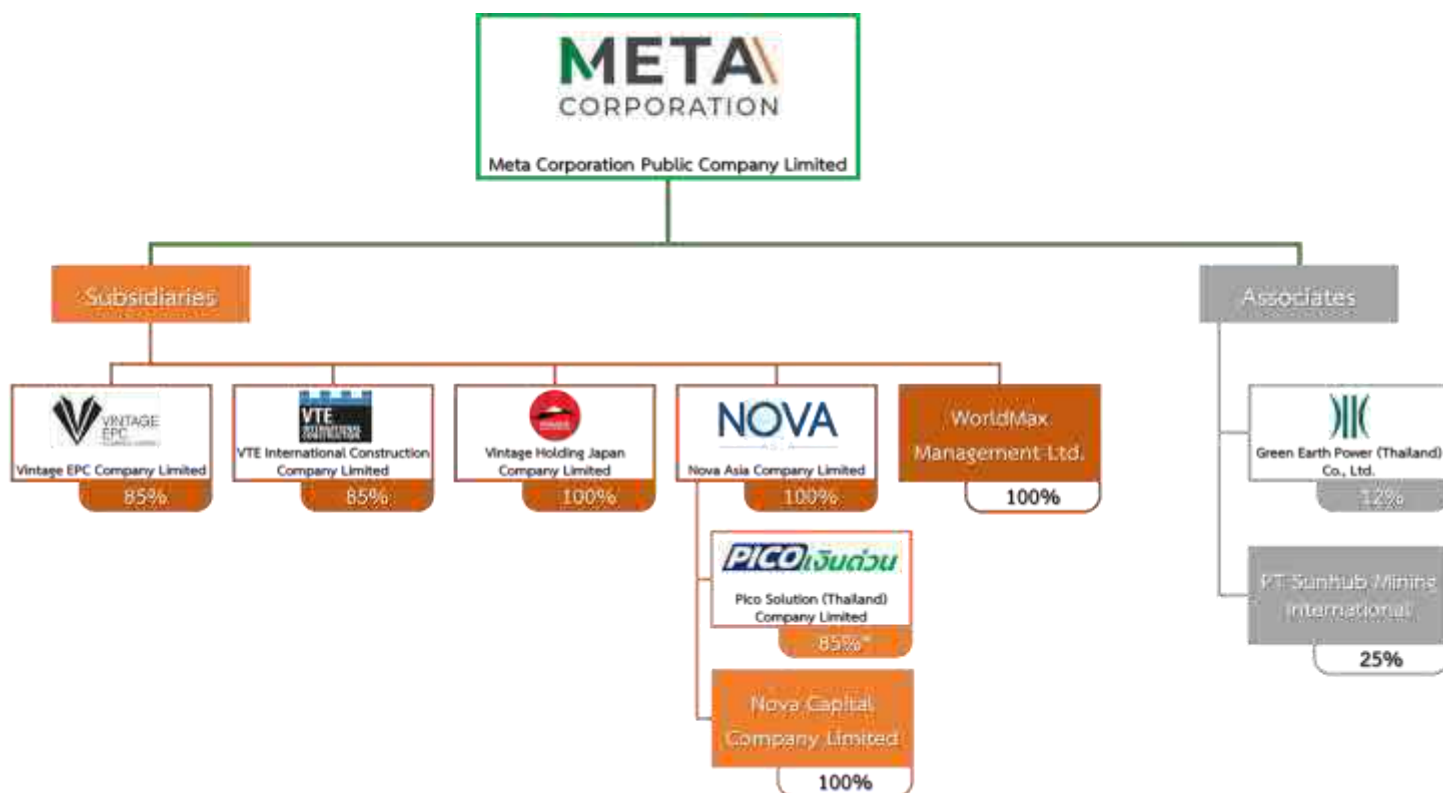 META
CORPORATION
Meta Corporation Public Company Limited
Subsidiaries
Associates
VINTAGE
EPC
Vintage EPC Company Limited
85%
VTE
INTERNATIONAL
CONSTRUCTION
VTE International Construction
Company Limited
85%
Vintage Holding Japan
Company Limited
100%
NOVA
ASIA
Nova Asia Company Limited
100%
WorldMax
Management Ltd.
100%
Green Earth Power (Thailand)
Co., Ltd.
12%
PICO เงินด่วน
Pico Solution (Thailand)
Company Limited
85%*
PT Sunhub Mining
International
25%
Nova Capital
Company Limited
100%